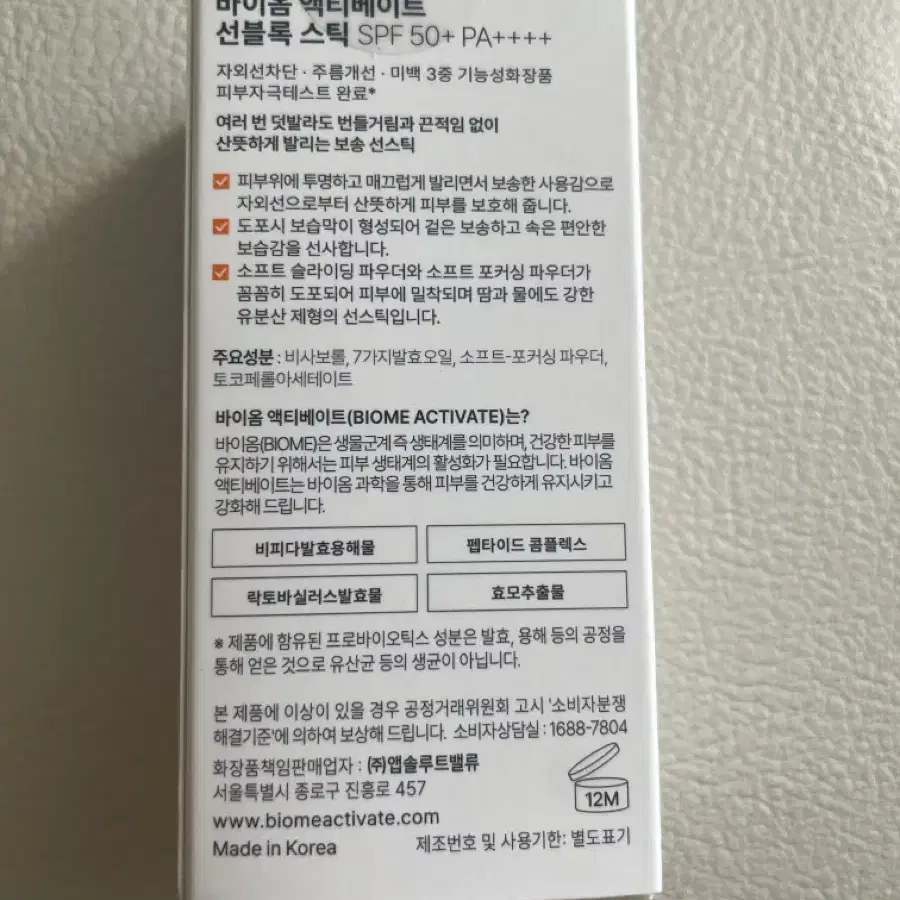 바이옴 액티베이트
선블록 스틱 SPF 50+ PA++++
자외선차단 · 주름개선 · 미백 3중 기능성화장품
피부자극테스트 완료*
여러 번 덧발라도 번들거림과 끈적임 없이
산뜻하게 발리는 보송 선스틱
피부위에 투명하고 매끄럽게 발리면서 보송한 사용감으로
자외선으로부터 산뜻하게 피부를 보호해 줍니다.
도포시 보습막이 형성되어 겉은 보송하고 속은 편안한
보습감을 선사합니다.
소프트 슬라이딩 파우더와 소프트 포커싱 파우더가
꼼꼼히 도포되어 피부에 밀착되며 땀과 물에도 강한
유분산 제형의 선스틱입니다.
주요성분 : 비사보롤, 7가지발효오일, 소프트-포커싱 파우더,
토코페롤아세테이트
바이옴 액티베이트(BIOME ACTIVATE)는?
바이옴(BIOME)은 생물군계 즉 생태계를 의미하며, 건강한 피부를
유지하기 위해서는 피부 생태계의 활성화가 필요합니다. 바이옴
액티베이트는 바이옴 과학을 통해 피부를 건강하게 유지시키고
강화해 드립니다.
비피다발효용해물
펩타이드 콤플렉스
락토바실러스발효물
효모추출물
※ 제품에 함유된 프로바이오틱스 성분은 발효, 용해 등의 공정을
통해 얻은 것으로 유산균 등의 생균이 아닙니다.
본 제품에 이상이 있을 경우 공정거래위원회 고시 '소비자분쟁
해결기준'에 의하여 보상해 드립니다. 소비자상담실 : 1688-7804
화장품책임판매업자 : (주)앱솔루트밸류
서울특별시 종로구 진흥로 457
12M
www.biomeactivate.com
Made in Korea
제조번호 및 사용기한: 별도표기